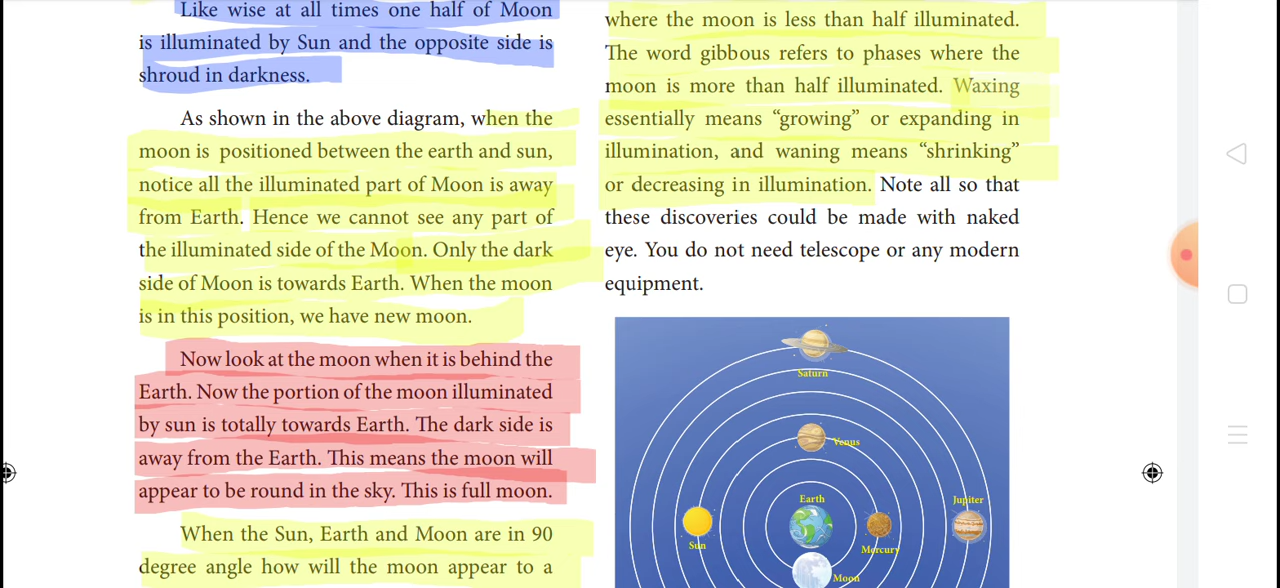 Like wise at all times one half of Moon
is illuminated by Sun and the opposite side is
shroud in darkness.
As shown in the above diagram, when the
moon is positioned between the earth and sun,
notice all the illuminated part of Moon is away
from Earth. Hence we cannot see any part of
the illuminated side of the Moon. Only the dark
side of Moon is towards Earth. When the moon
is in this position, we have new moon.
Now look at the moon when it is behind the
Earth. Now the portion of the moon illuminated
by sun is totally towards Earth. The dark side is
away from the Earth. This means the moon will
appear to be round in the sky. This is full moon.
When the Sun, Earth and Moon are in 90
degree angle how will the moon appear to a
where the moon is less than half illuminated.
The word gibbous refers to phases where the
moon is more than half illuminated. Waxing
essentially means “growing” or expanding in
illumination, and waning means “shrinking”
or decreasing in illumination. Note all so that
these discoveries could be made with naked
eye. You do not need telescope or any modern
equipment.
Saturn
Venus
Earth
Jupiter
Sun
Mercury
Moon